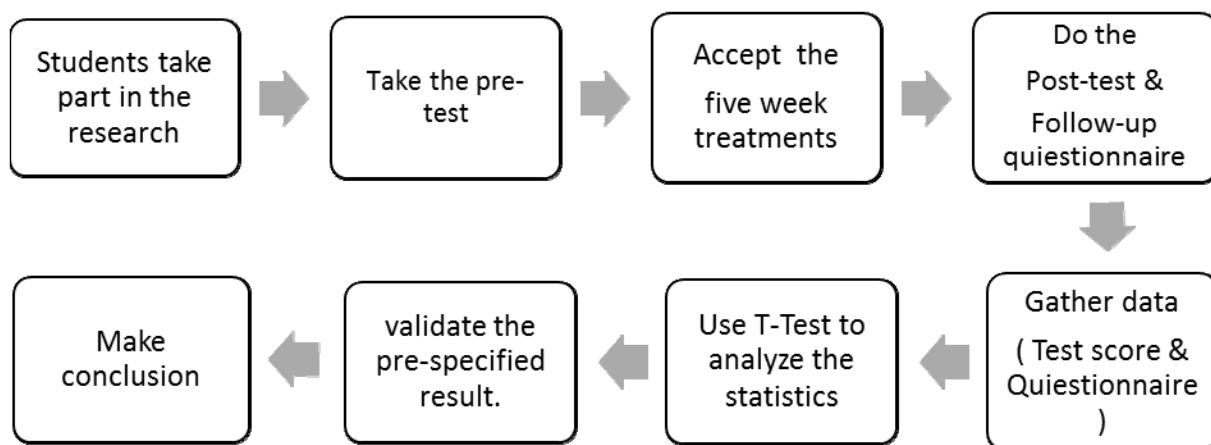 Students take
part in the
research
Take the pre-
test
Accept the
five week
treatments
Do the
Post-test &
Follow-up
quiestionnaire
Gather data
( Test score &
Quiestionnaire
)
Use T-Test to
analyze the
statistics
validate the
pre-specified
result.
Make
conclusion